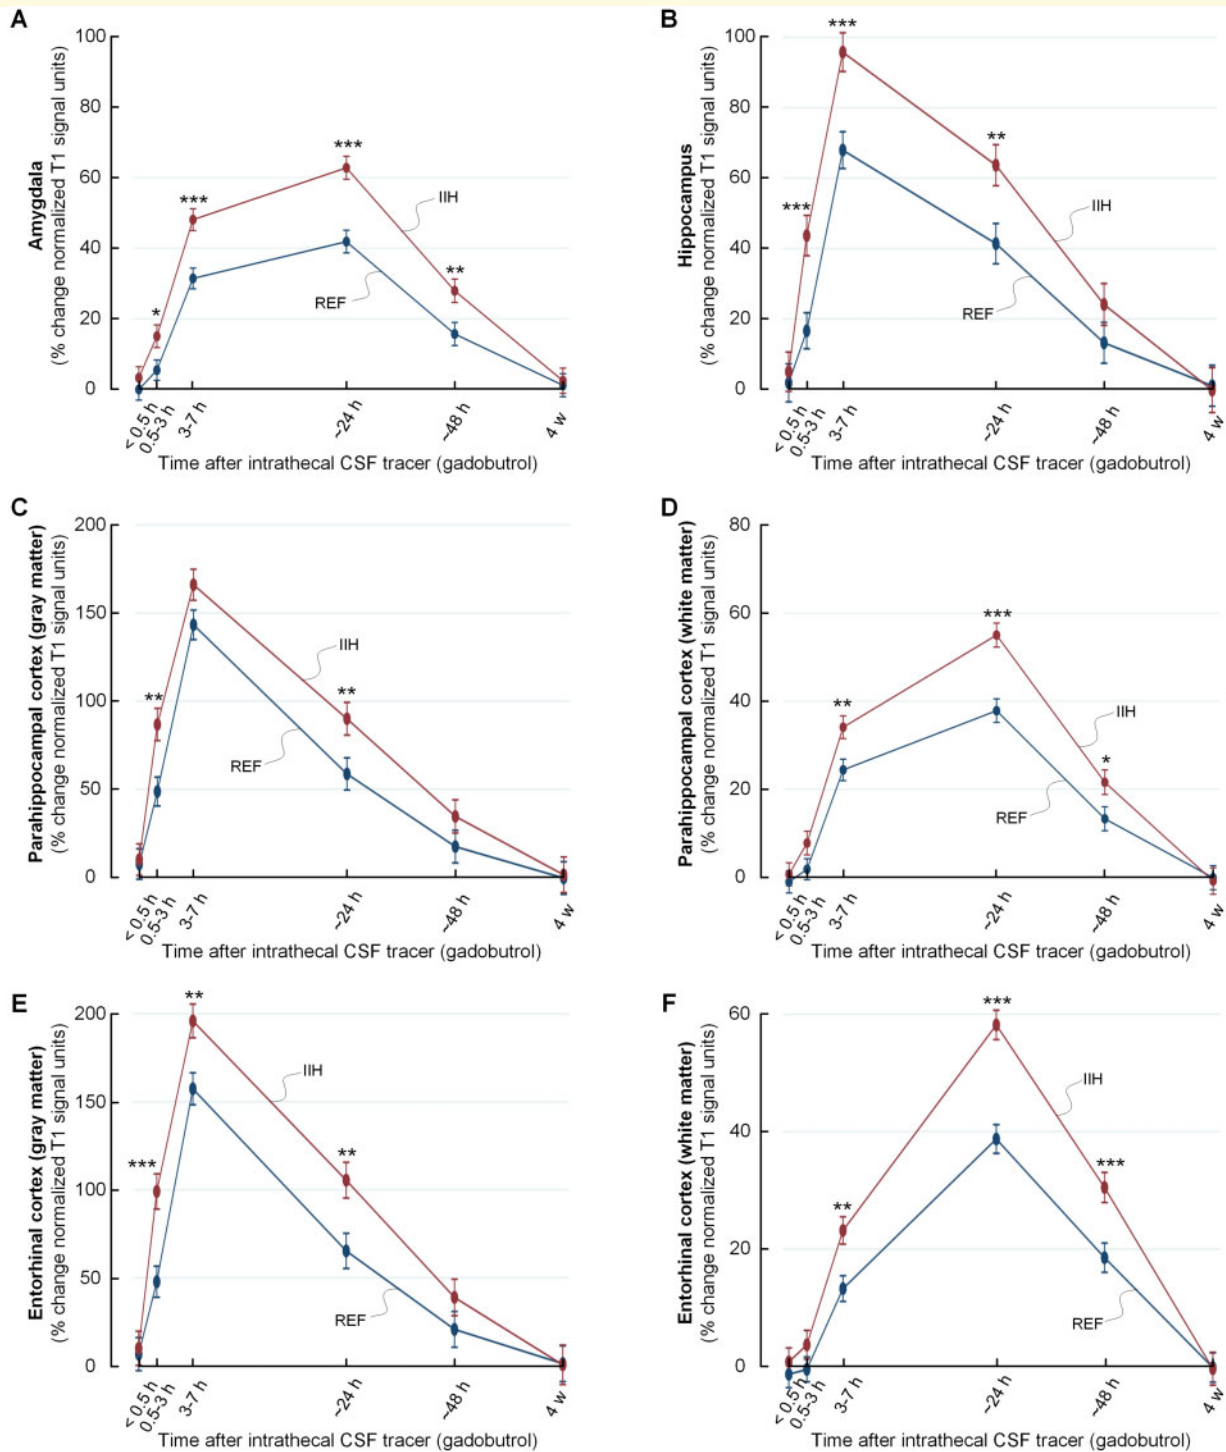 A
Amygdala
(% change normalized T1 signal units)
100
80
60
40
20
0
*
***
***
**
IIH
REF
< 0.5 h
0.5-3 h
3-7 h
~24 h
~48 h
4 w
Time after intrathecal CSF tracer (gadobutrol)
B
Hippocampus
(% change normalized T1 signal units)
100
80
60
40
20
0
***
***
**
IIH
REF
< 0.5 h
0.5-3 h
3-7 h
~24 h
~48 h
4 w
Time after intrathecal CSF tracer (gadobutrol)
C
Parahippocampal cortex (gray matter)
(% change normalized T1 signal units)
200
150
100
50
0
**
**
IIH
REF
< 0.5 h
0.5-3 h
3-7 h
~24 h
~48 h
4 w
Time after intrathecal CSF tracer (gadobutrol)
D
Parahippocampal cortex (white matter)
(% change normalized T1 signal units)
80
60
40
20
0
**
***
*
IIH
REF
< 0.5 h
0.5-3 h
3-7 h
~24 h
~48 h
4 w
Time after intrathecal CSF tracer (gadobutrol)
E
Entorhinal cortex (gray matter)
(% change normalized T1 signal units)
200
150
100
50
0
***
**
**
IIH
REF
< 0.5 h
0.5-3 h
3-7 h
~24 h
~48 h
4 w
Time after intrathecal CSF tracer (gadobutrol)
F
Entorhinal cortex (white matter)
(% change normalized T1 signal units)
60
40
20
0
**
***
***
IIH
REF
< 0.5 h
0.5-3 h
3-7 h
~24 h
~48 h
4 w
Time after intrathecal CSF tracer (gadobutrol)